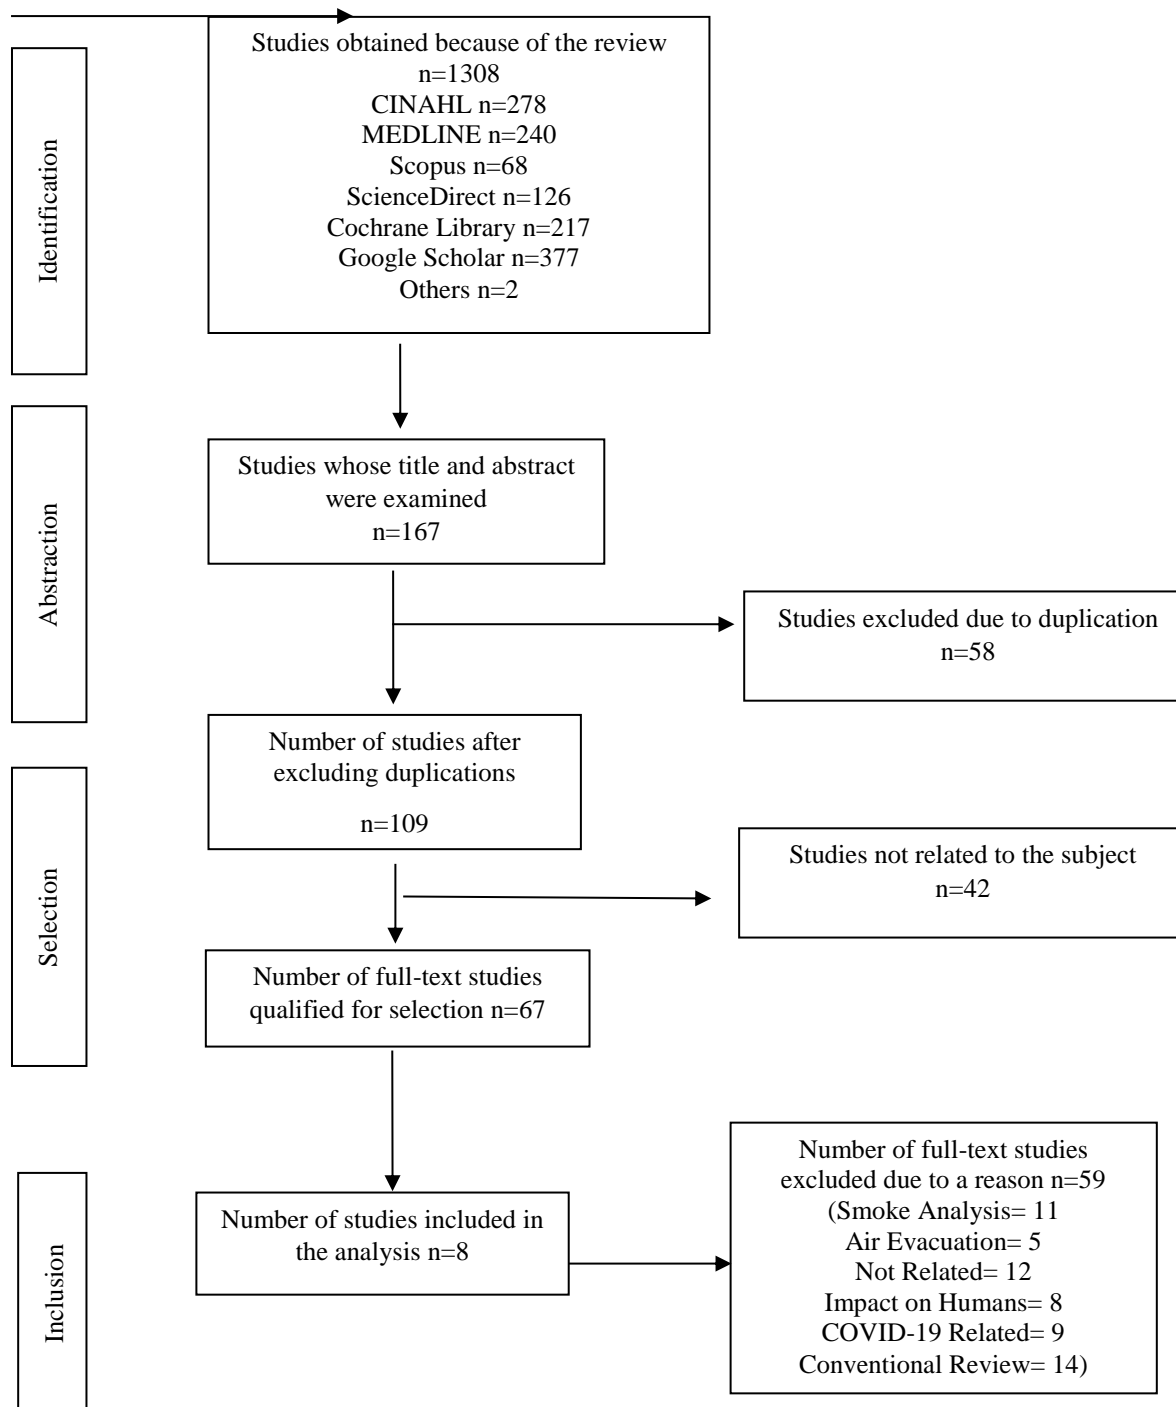 Identification
Studies obtained because of the review
n=1308
CINAHL n=278
MEDLINE n=240
Scopus n=68
ScienceDirect n=126
Cochrane Library n=217
Google Scholar n=377
Others n=2
Abstraction
Studies whose title and abstract
were examined
n=167
Studies excluded due to duplication
n=58
Number of studies after
excluding duplications
n=109
Selection
Studies not related to the subject
n=42
Number of full-text studies
qualified for selection n=67
Inclusion
Number of studies included in
the analysis n=8
Number of full-text studies
excluded due to a reason n=59
(Smoke Analysis= 11
Air Evacuation= 5
Not Related= 12
Impact on Humans= 8
COVID-19 Related= 9
Conventional Review= 14)